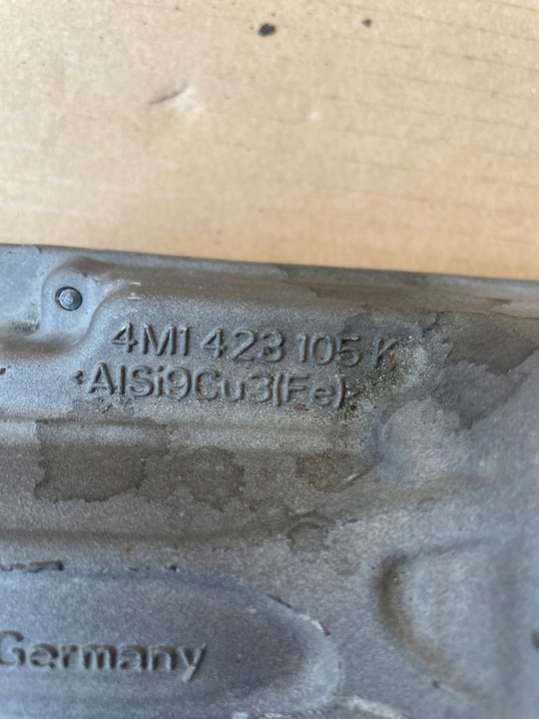 4M1 423 105 K
>AlSi9Cu3(Fe)<
Germany